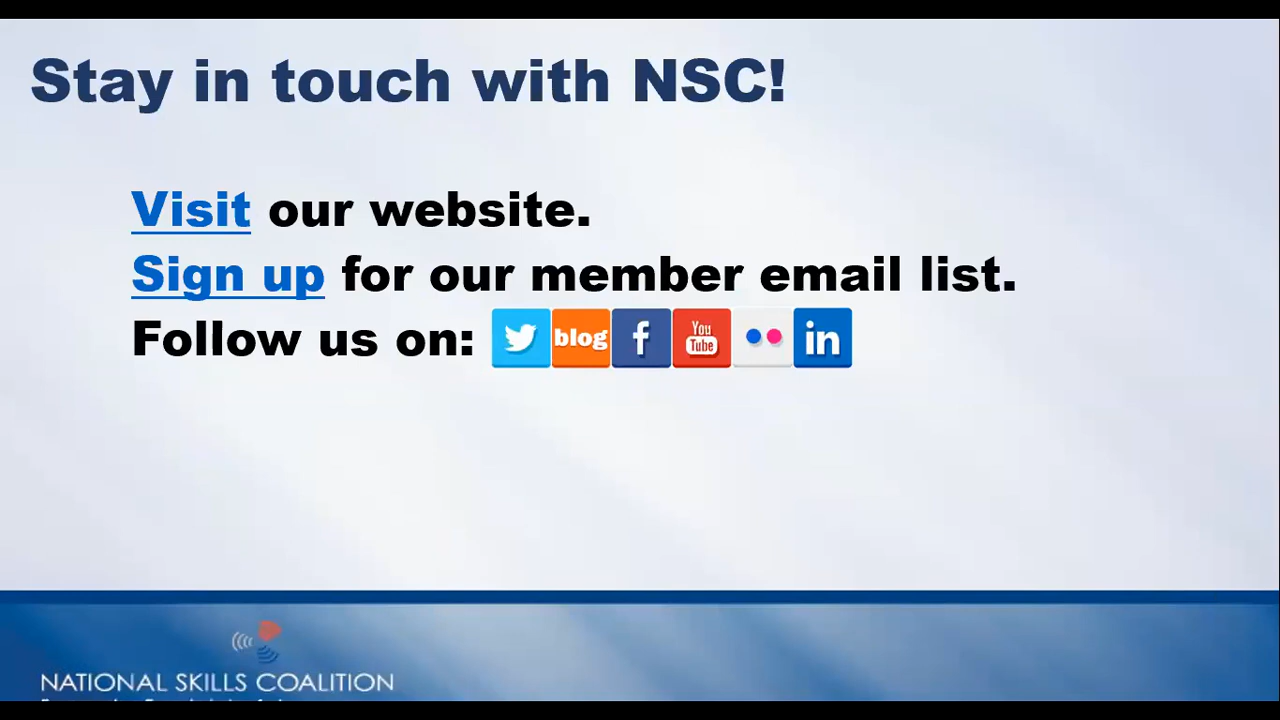 Stay in touch with NSC!
Visit our website.
Sign up for our member email list.
Follow us on: blog f You Tube in
NATIONAL SKILLS COALITION